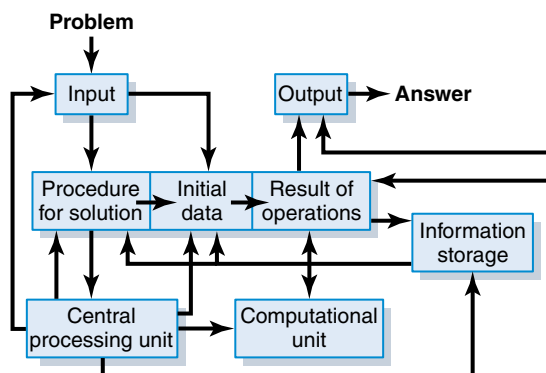 Problem
Input
Output
Answer
Procedure
for solution
Initial
data
Result of
operations
Information
storage
Central
processing unit
Computational
unit